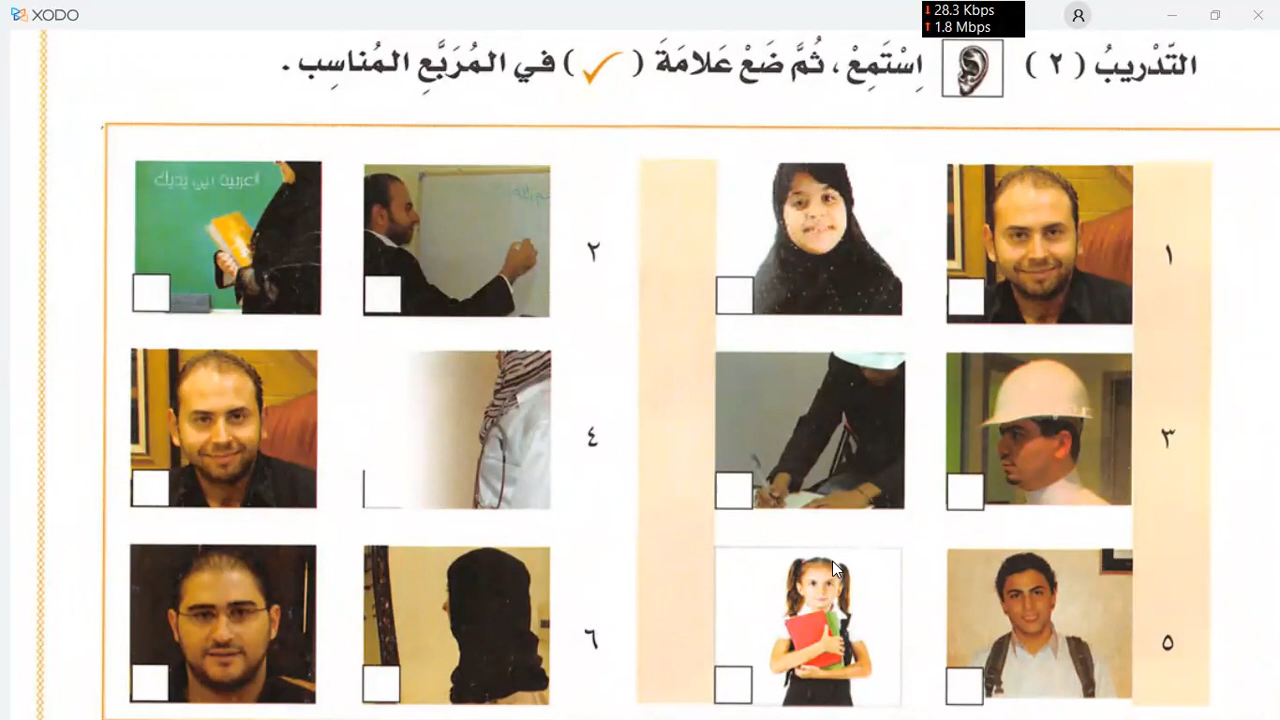 XODO
↓ 28.3 Kbps
↑ 1.8 Mbps
التَّدْرِيبُ ( ٢ ) اِسْتَمِعْ ، ثُمَّ ضَعْ عَلامَةَ ( ✓ ) في المُرَبَّعِ المُناسِبِ .
١
٢
العربية بين يديك
٣
٤
٥
٦